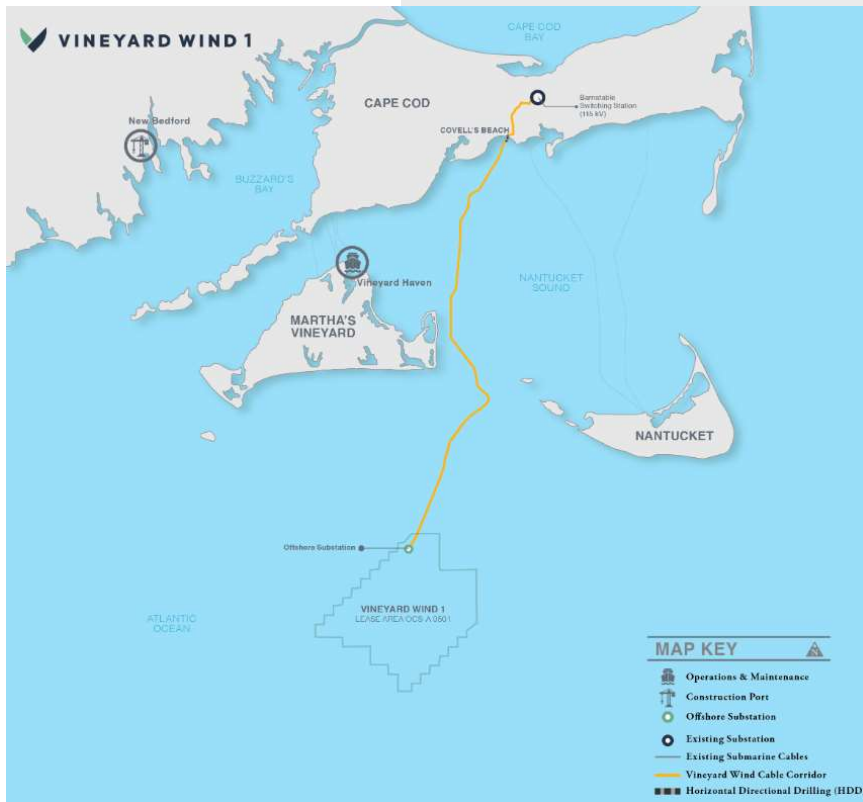 VINEYARD WIND 1
CAPE COD
BAY
CAPE COD
Barnstable
Switching Station
(115 kV)
New Bedford
COVELL'S BEACH
BUZZARD'S
BAY
Vineyard Haven
NANTUCKET
SOUND
MARTHA'S
VINEYARD
NANTUCKET
Offshore Substation
VINEYARD WIND 1
LEASE AREA OCS-A 0501
ATLANTIC
OCEAN
MAP KEY
N
Operations & Maintenance
Construction Port
Offshore Substation
Existing Substation
Existing Submarine Cables
Vineyard Wind Cable Corridor
Horizontal Directional Drilling (HDD